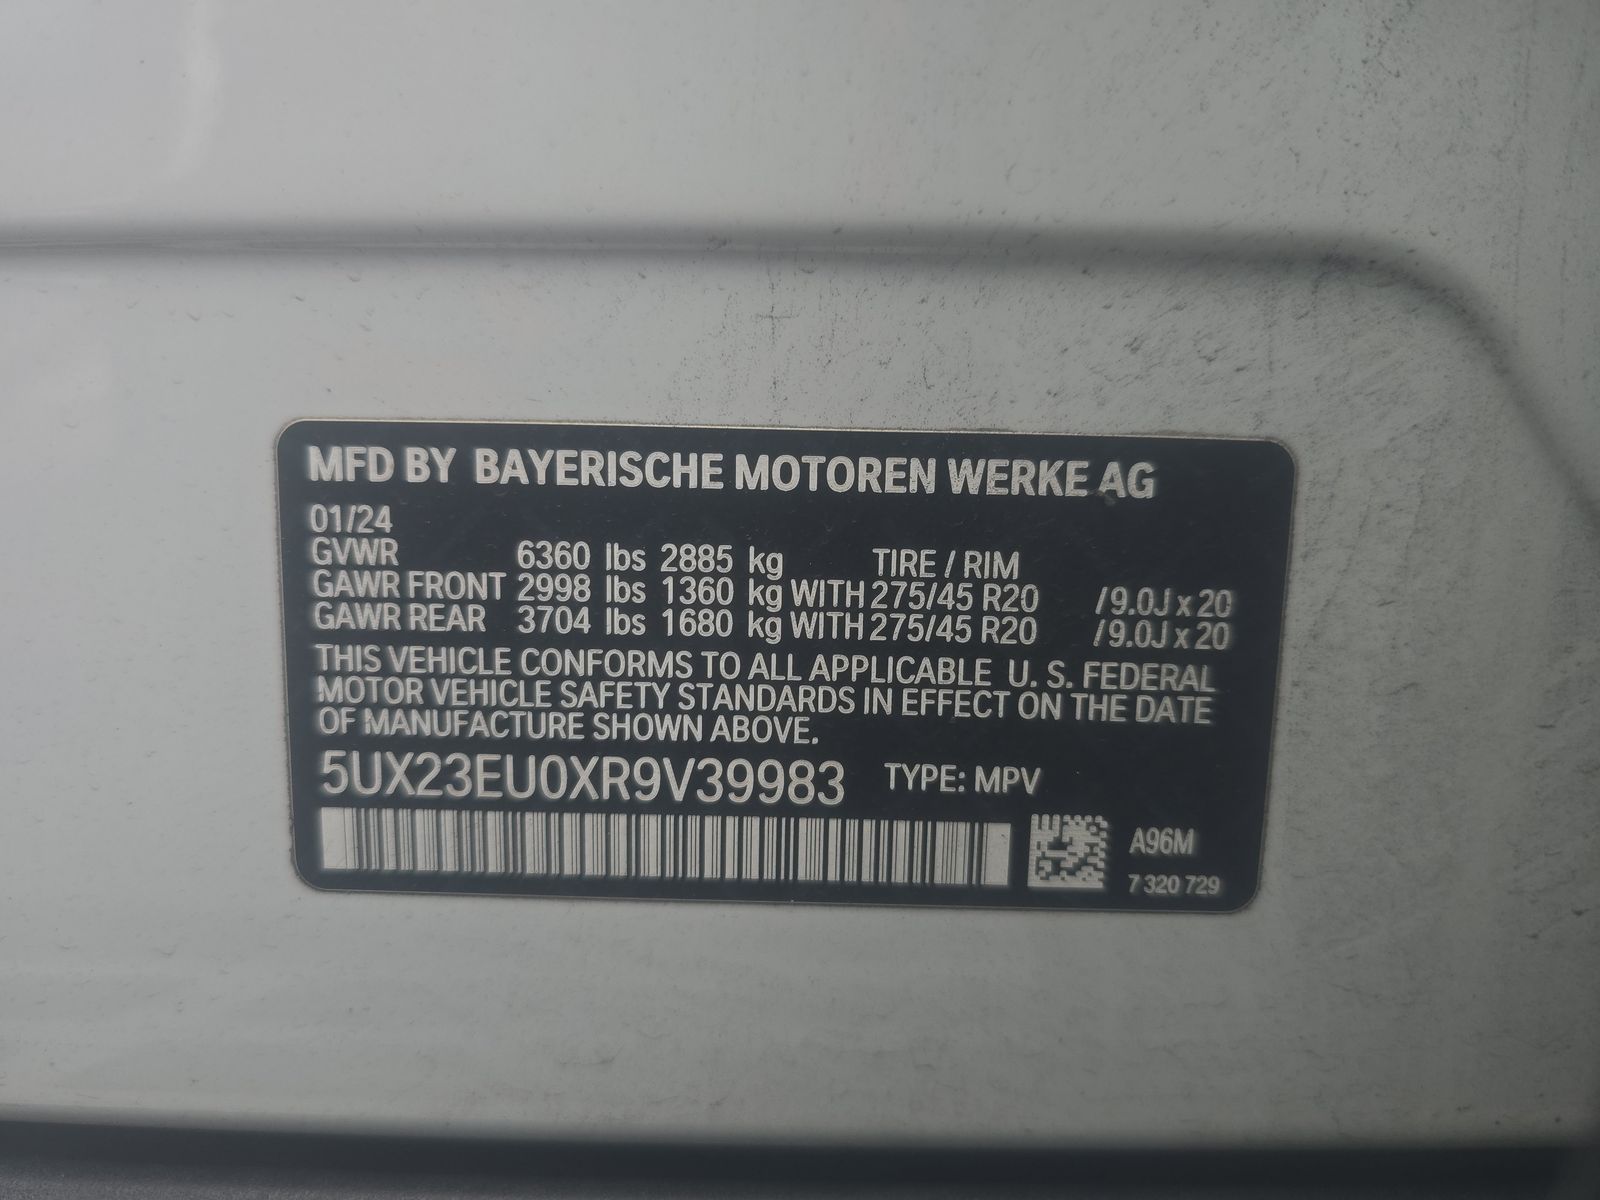 MFD BY BAYERISCHE MOTOREN WERKE AG
01/24
GVWR 6360 lbs 2885 kg TIRE / RIM
GAWR FRONT 2998 lbs 1360 kg WITH 275/45 R20 /9.0J x 20
GAWR REAR 3704 lbs 1680 kg WITH 275/45 R20 /9.0J x 20
THIS VEHICLE CONFORMS TO ALL APPLICABLE U. S. FEDERAL
MOTOR VEHICLE SAFETY STANDARDS IN EFFECT ON THE DATE
OF MANUFACTURE SHOWN ABOVE.
5UX23EU0XR9V39983 TYPE: MPV
A96M
7 320 729